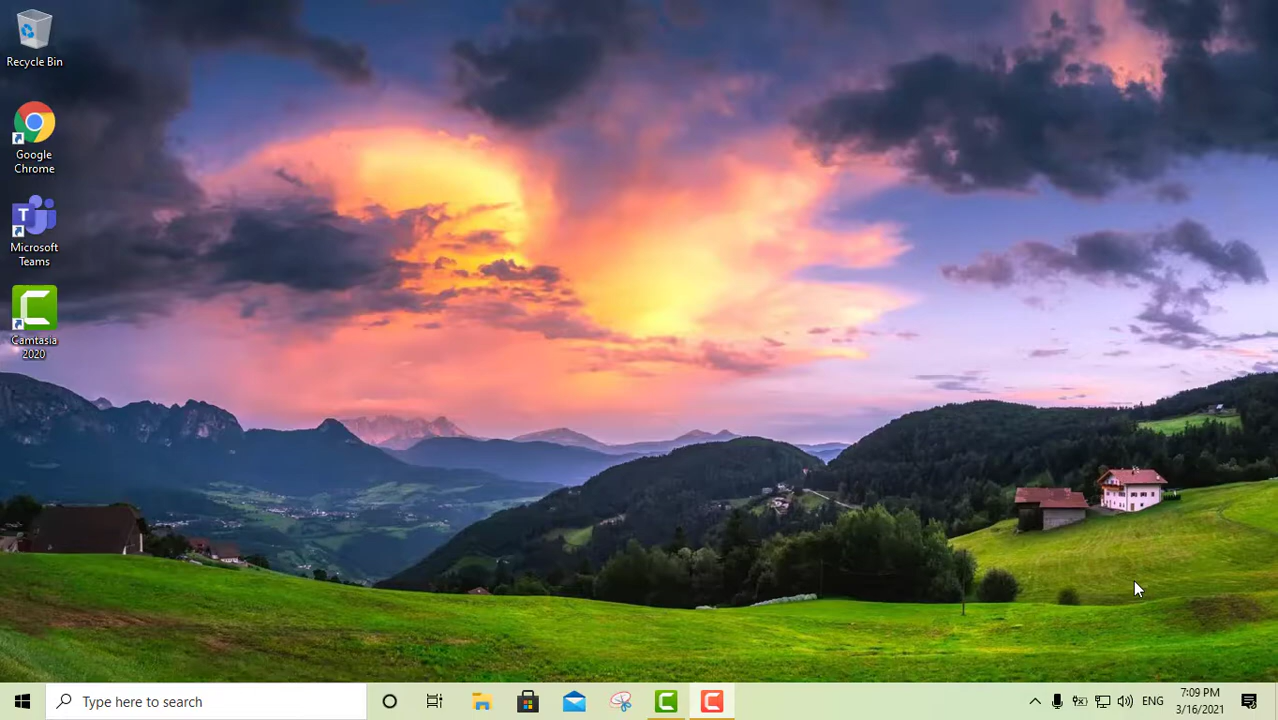 Recycle Bin
Google
Chrome
Microsoft
Teams
Camtasia
2020
Type here to search
ENG
7:09 PM
3/16/2021